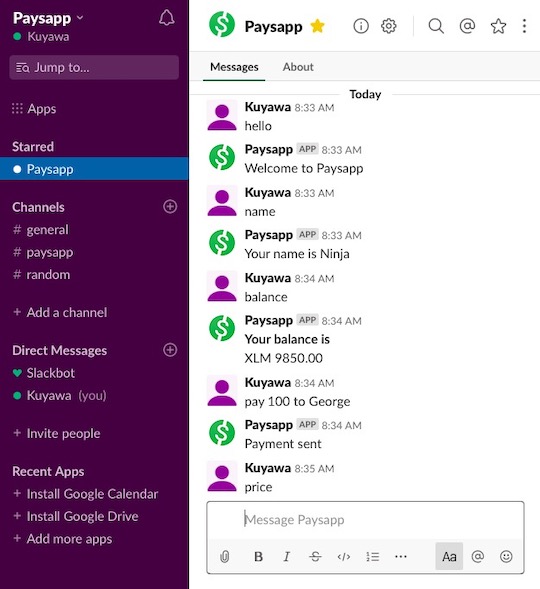 Paysapp
Kuyawa
Jump to...
Apps
Starred
Paysapp
Channels
# general
# paysapp
# random
+ Add a channel
Direct Messages
Slackbot
Kuyawa (you)
+ Invite people
Recent Apps
+ Install Google Calendar
+ Install Google Drive
+ Add more apps
Paysapp
Messages About
Today
Kuyawa 8:33 AM
hello
Paysapp APP 8:33 AM
Welcome to Paysapp
Kuyawa 8:33 AM
name
Paysapp APP 8:33 AM
Your name is Ninja
Kuyawa 8:34 AM
balance
Paysapp APP 8:34 AM
Your balance is
XLM 9850.00
Kuyawa 8:34 AM
pay 100 to George
Paysapp APP 8:34 AM
Payment sent
Kuyawa 8:35 AM
price
Message Paysapp
B I S </> Aa @